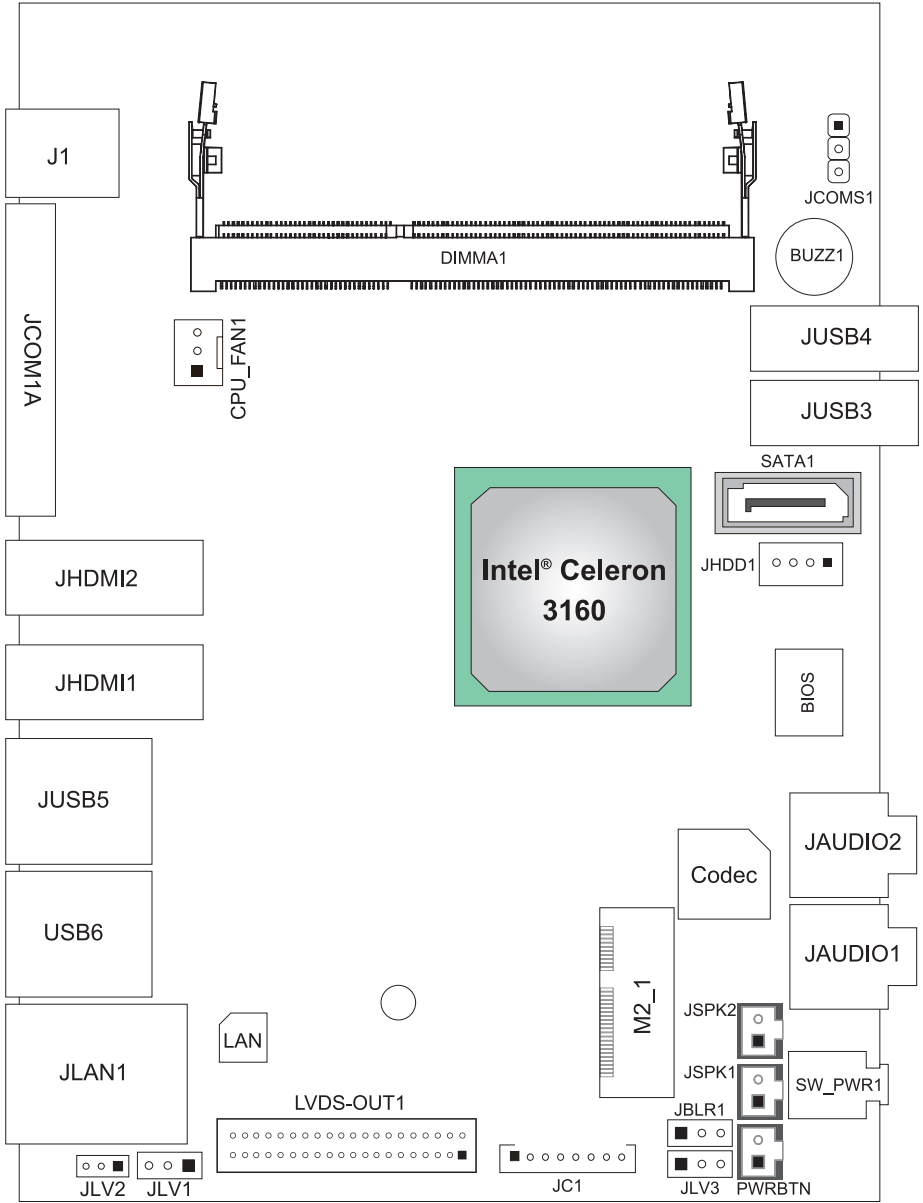 J1
JCOMS1
DIMMA1
BUZZ1
JCOM1A
CPU_FAN1
JUSB4
JUSB3
SATA1
JHDMI2
Intel® Celeron
3160
JHDD1
JHDMI1
BIOS
JUSB5
JAUDIO2
Codec
USB6
JAUDIO1
M2_1
JSPK2
LAN
JLAN1
JSPK1
SW_PWR1
LVDS-OUT1
JBLR1
JLV2
JLV1
JC1
JLV3
PWRBTN